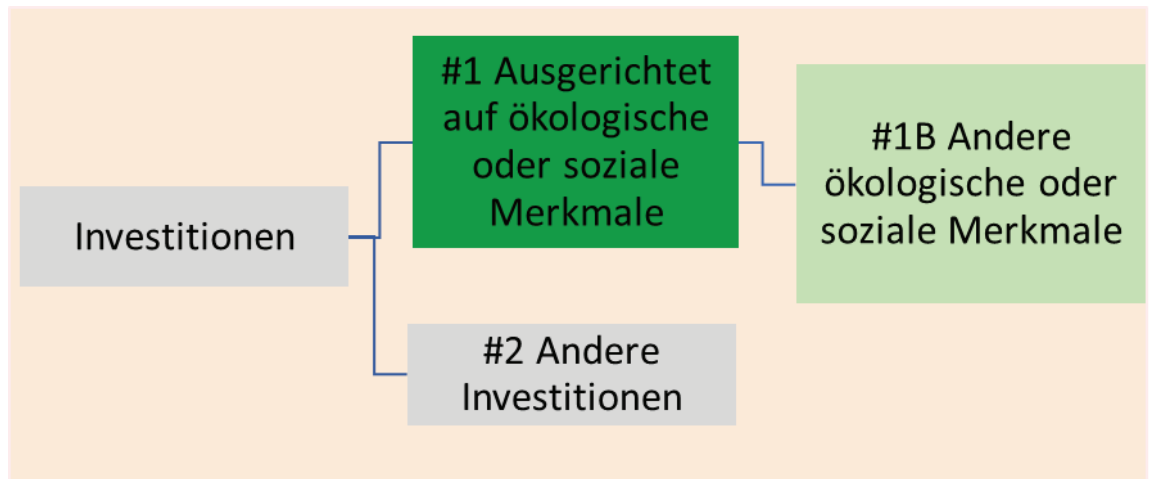 Investitionen
#1 Ausgerichtet
auf ökologische
oder soziale
Merkmale
#1B Andere
ökologische oder
soziale Merkmale
#2 Andere
Investitionen